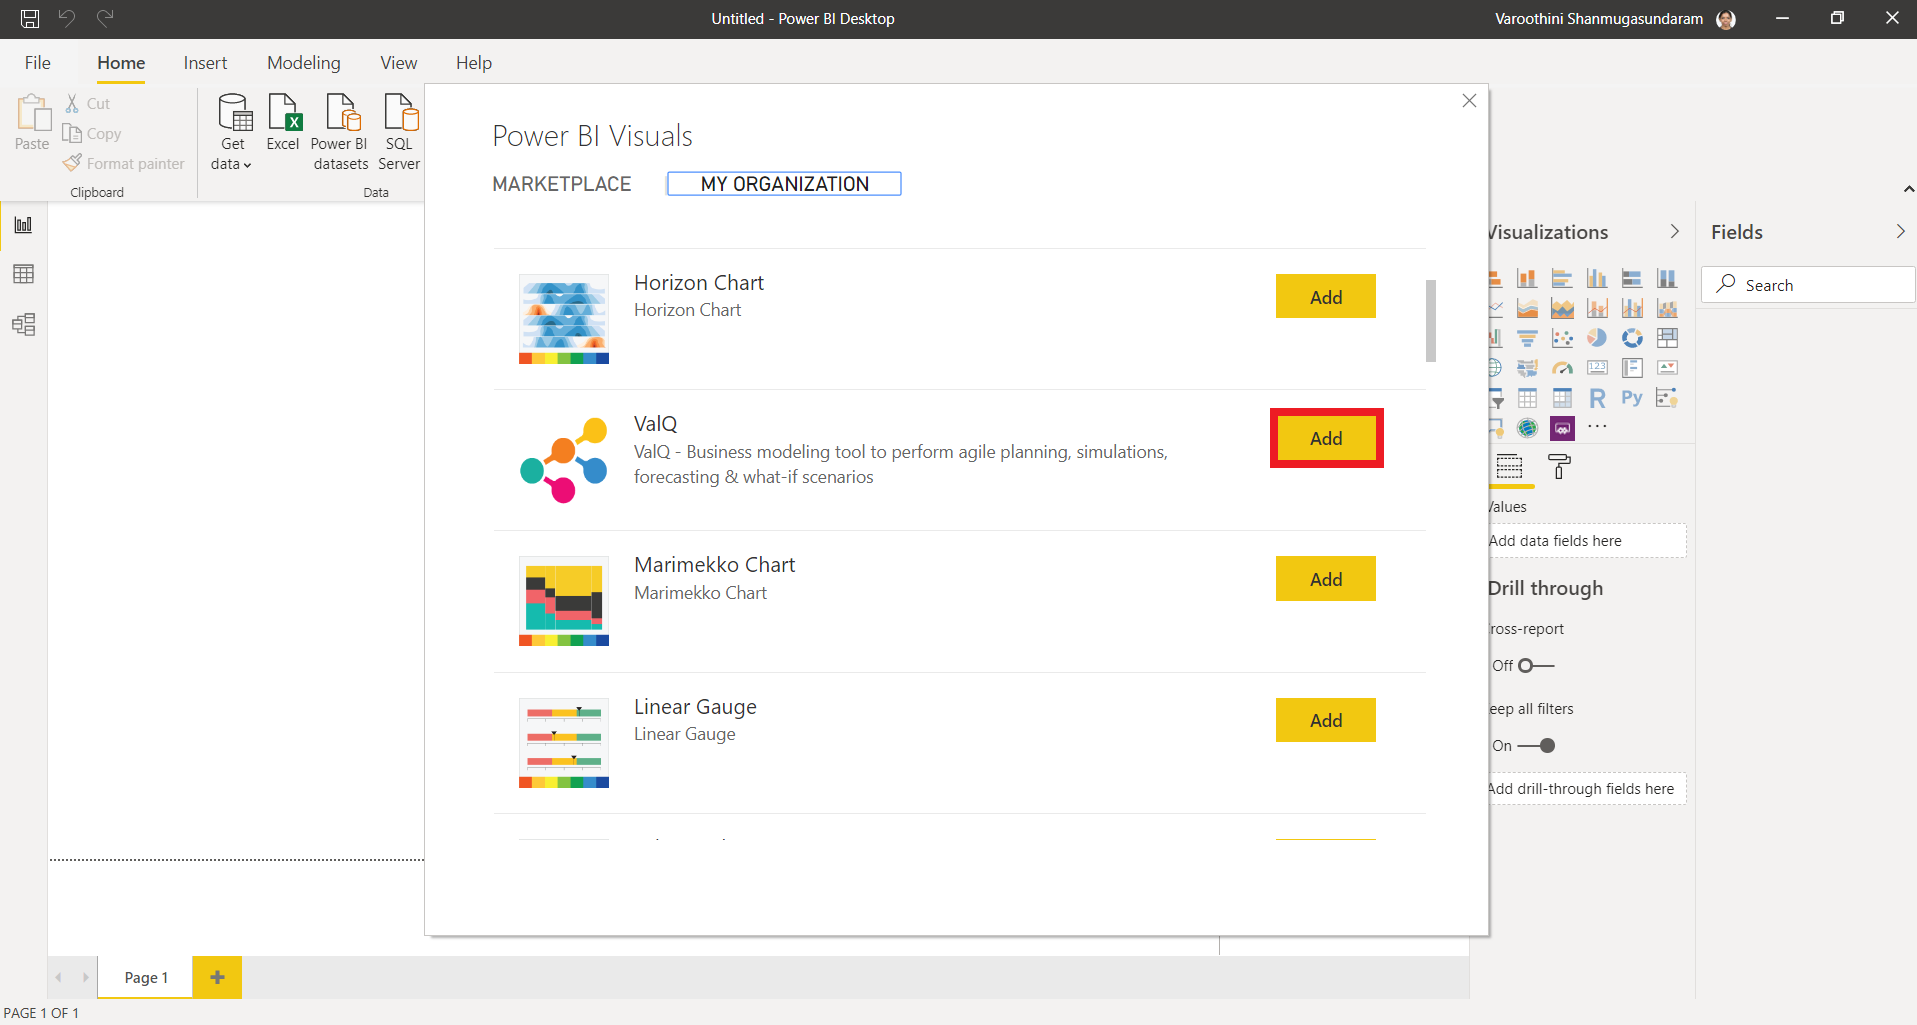 Untitled - Power BI Desktop
Varoothini Shanmugasundaram
File Home Insert Modeling View Help
Paste
Cut
Copy
Format painter
Clipboard
Get data
Excel
Power BI datasets
SQL Server
Data
Power BI Visuals
MARKETPLACE MY ORGANIZATION
Horizon Chart
Horizon Chart
Add
ValQ
ValQ - Business modeling tool to perform agile planning, simulations,
forecasting & what-if scenarios
Add
Marimekko Chart
Marimekko Chart
Add
Linear Gauge
Linear Gauge
Add
Visualizations
123
R
Py
Values
Add data fields here
Drill through
ross-report
Off
eep all filters
On
Add drill-through fields here
Fields
Search
Page 1
PAGE 1 OF 1